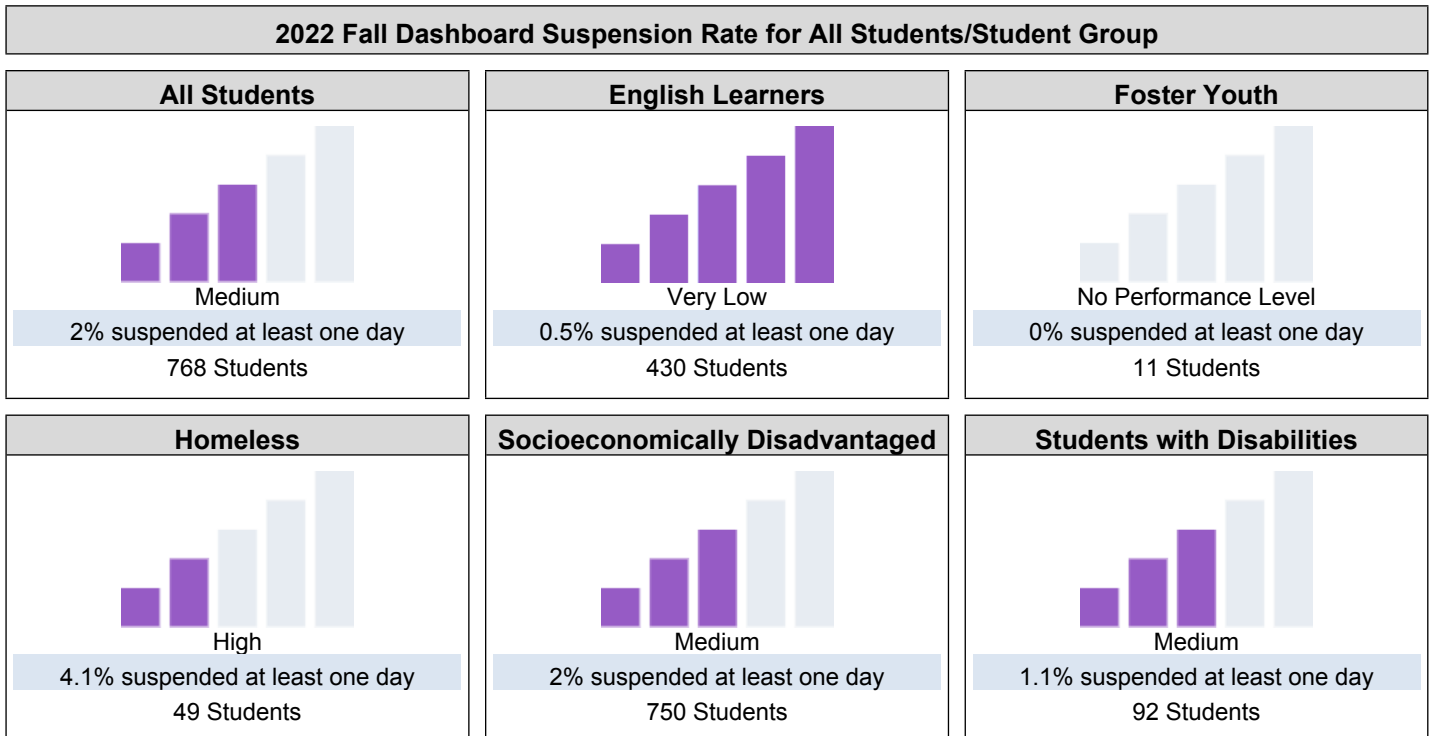 2022 Fall Dashboard Suspension Rate for All Students/Student Group
All Students
Medium
2% suspended at least one day
768 Students
English Learners
Very Low
0.5% suspended at least one day
430 Students
Foster Youth
No Performance Level
0% suspended at least one day
11 Students
Homeless
High
4.1% suspended at least one day
49 Students
Socioeconomically Disadvantaged
Medium
2% suspended at least one day
750 Students
Students with Disabilities
Medium
1.1% suspended at least one day
92 Students